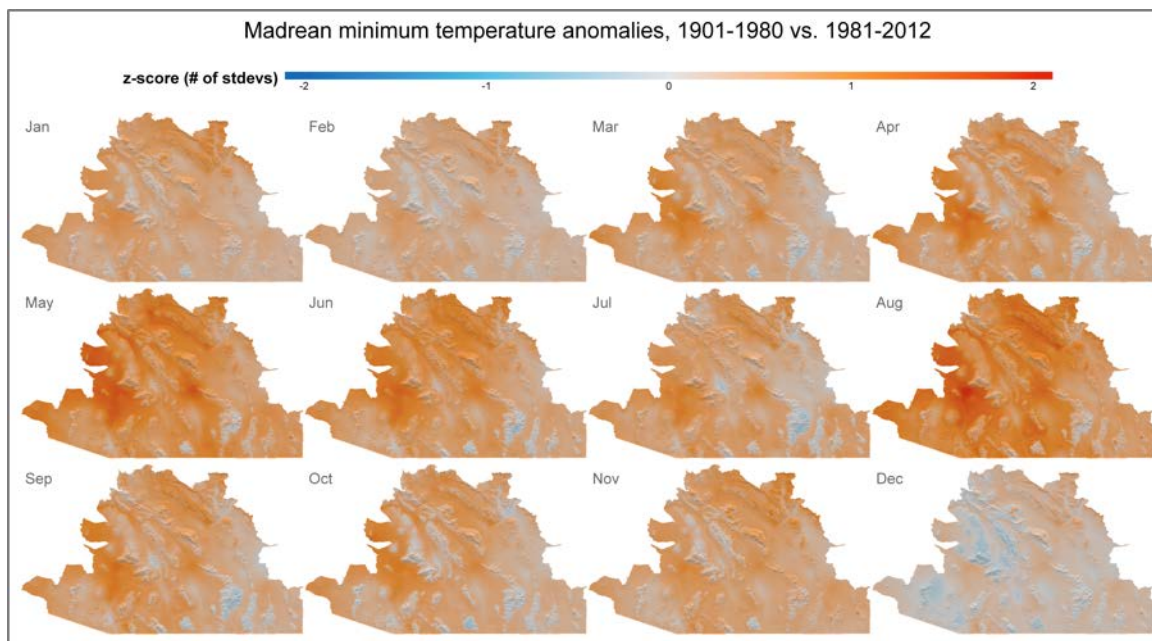 Madrean minimum temperature anomalies, 1901-1980 vs. 1981-2012
z-score (# of stdevs)
-2 -1 0 1 2
Jan Feb Mar Apr
May Jun Jul Aug
Sep Oct Nov Dec